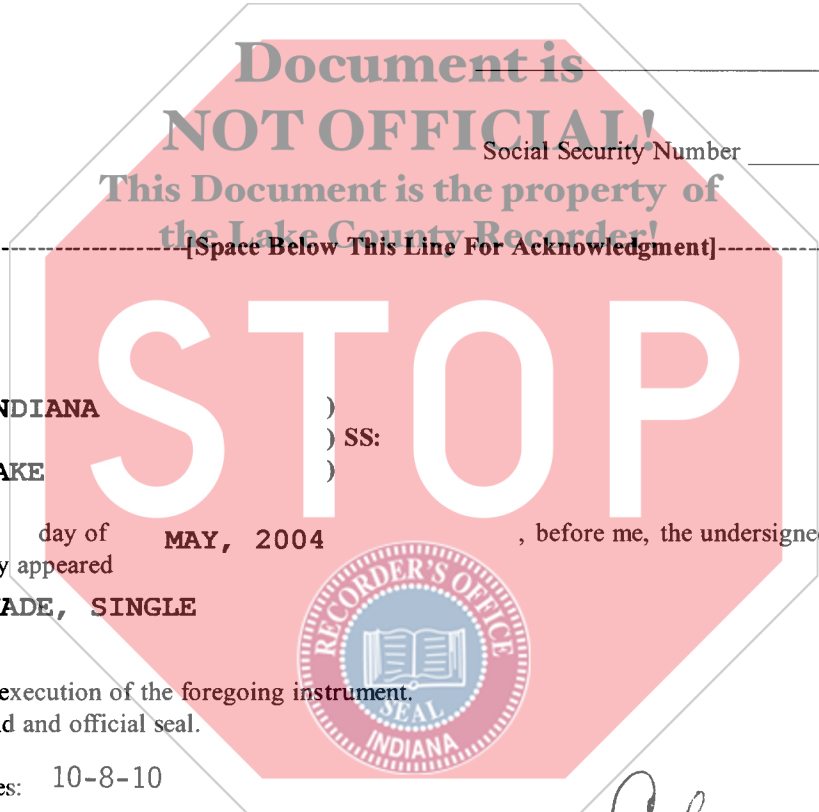 Document is
NOT OFFICIAL!
Social Security Number
This Document is the property of
the Lake County Recorder!
[Space Below This Line For Acknowledgment]
STOP
NDIANA )
) SS:
AKE )
day of MAY, 2004 , before me, the undersigned
y appeared
ADE, SINGLE
RECORDER'S OFFICE
SEAL
INDIANA
execution of the foregoing instrument.
d and official seal.
es: 10-8-10